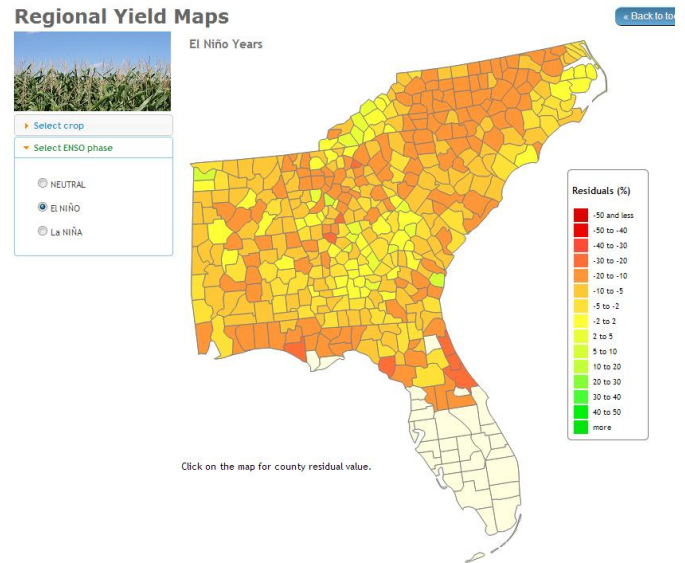 Regional Yield Maps
« Back to
El Niño Years
Select crop
Select ENSO phase
NEUTRAL
El NIÑO
La NIÑA
Residuals (%)
-50 and less
-50 to -40
-40 to -30
-30 to -20
-20 to -10
-10 to -5
-5 to -2
-2 to 2
2 to 5
5 to 10
10 to 20
20 to 30
30 to 40
40 to 50
more
Click on the map for county residual value.